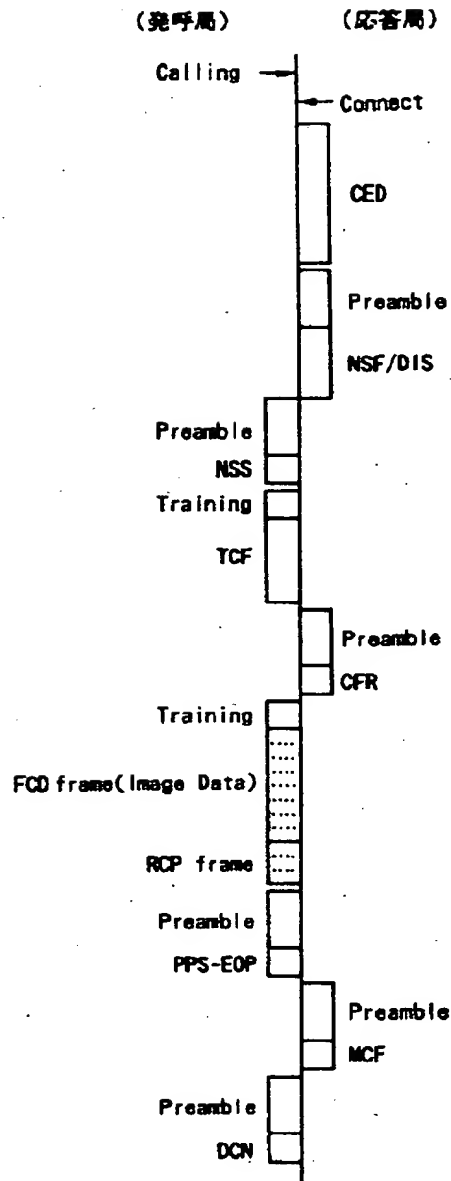 (発呼局) (応答局)
Calling
Connect
CED
Preamble
NSF/DIS
Preamble
NSS
Training
TCF
Preamble
CFR
Training
FCD frame(Image Data)
RCP frame
Preamble
PPS-EOP
Preamble
MCF
Preamble
DCN